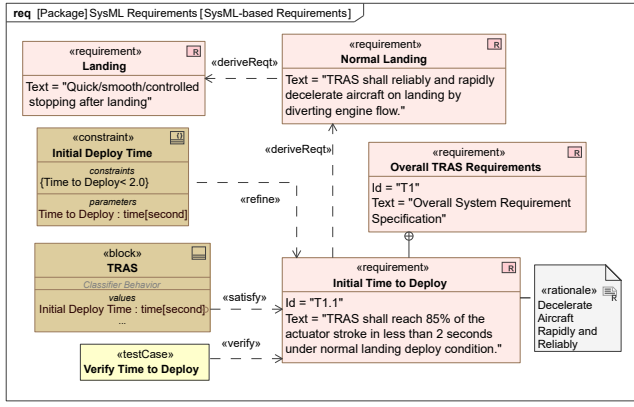 req [Package] SysML Requirements [SysML-based Requirements]
«requirement»
R
Landing
Text = "Quick/smooth/controlled
stopping after landing"
«deriveReqt»
«requirement»
R
Normal Landing
Text = "TRAS shall reliably and rapidly
decelerate aircraft on landing by
diverting engine flow."
«constraint»
{}
Initial Deploy Time
constraints
{Time to Deploy< 2.0}
parameters
Time to Deploy : time[second]
«deriveReqt»
«refine»
«requirement»
R
Overall TRAS Requirements
Id = "T1"
Text = "Overall System Requirement
Specification"
«block»
TRAS
Classifier Behavior
values
Initial Deploy Time : time[second]
...
«satisfy»
«requirement»
R
Initial Time to Deploy
Id = "T1.1"
Text = "TRAS shall reach 85% of the
actuator stroke in less than 2 seconds
under normal landing deploy condition."
«rationale»
R
Decelerate
Aircraft
Rapidly and
Reliably
«testCase»
Verify Time to Deploy
«verify»